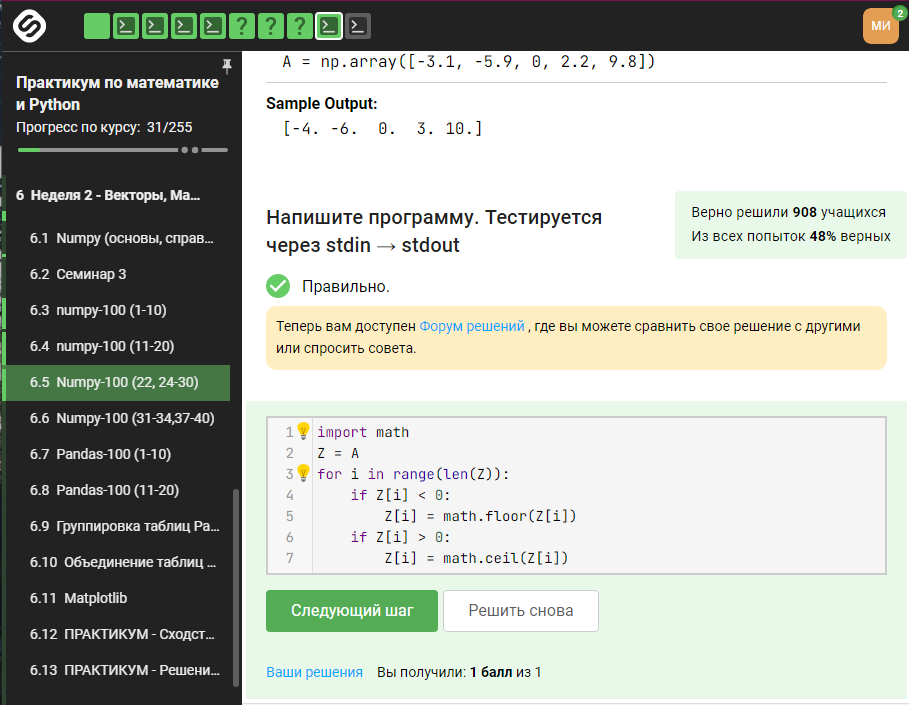 МИ
2
Практикум по математике
и Python
Прогресс по курсу: 31/255
6 Неделя 2 - Векторы, Ма...
6.1 Numpy (основы, справ...
6.2 Семинар 3
6.3 numpy-100 (1-10)
6.4 numpy-100 (11-20)
6.5 Numpy-100 (22, 24-30)
6.6 Numpy-100 (31-34,37-40)
6.7 Pandas-100 (1-10)
6.8 Pandas-100 (11-20)
6.9 Группировка таблиц Pa...
6.10 Объединение таблиц ...
6.11 Matplotlib
6.12 ПРАКТИКУМ - Сходст...
6.13 ПРАКТИКУМ - Решени...
A = np.array([-3.1, -5.9, 0, 2.2, 9.8])
Sample Output:
[-4. -6.  0.  3. 10.]
Напишите программу. Тестируется
через stdin → stdout
Верно решили 908 учащихся
Из всех попыток 48% верных
Правильно.
Теперь вам доступен Форум решений , где вы можете сравнить свое решение с другими
или спросить совета.
1 import math
2 Z = A
3 for i in range(len(Z)):
4     if Z[i] < 0:
5         Z[i] = math.floor(Z[i])
6     if Z[i] > 0:
7         Z[i] = math.ceil(Z[i])
Следующий шаг
Решить снова
Ваши решения Вы получили: 1 балл из 1